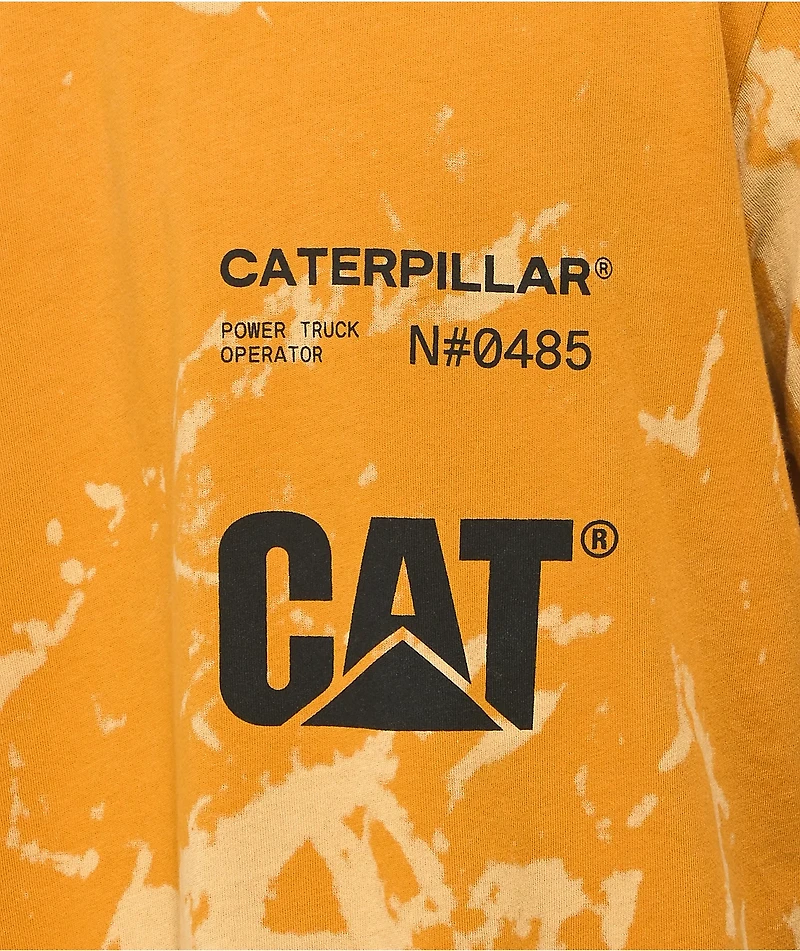 CATERPILLAR®
POWER TRUCK
OPERATOR
N#0485
CAT®